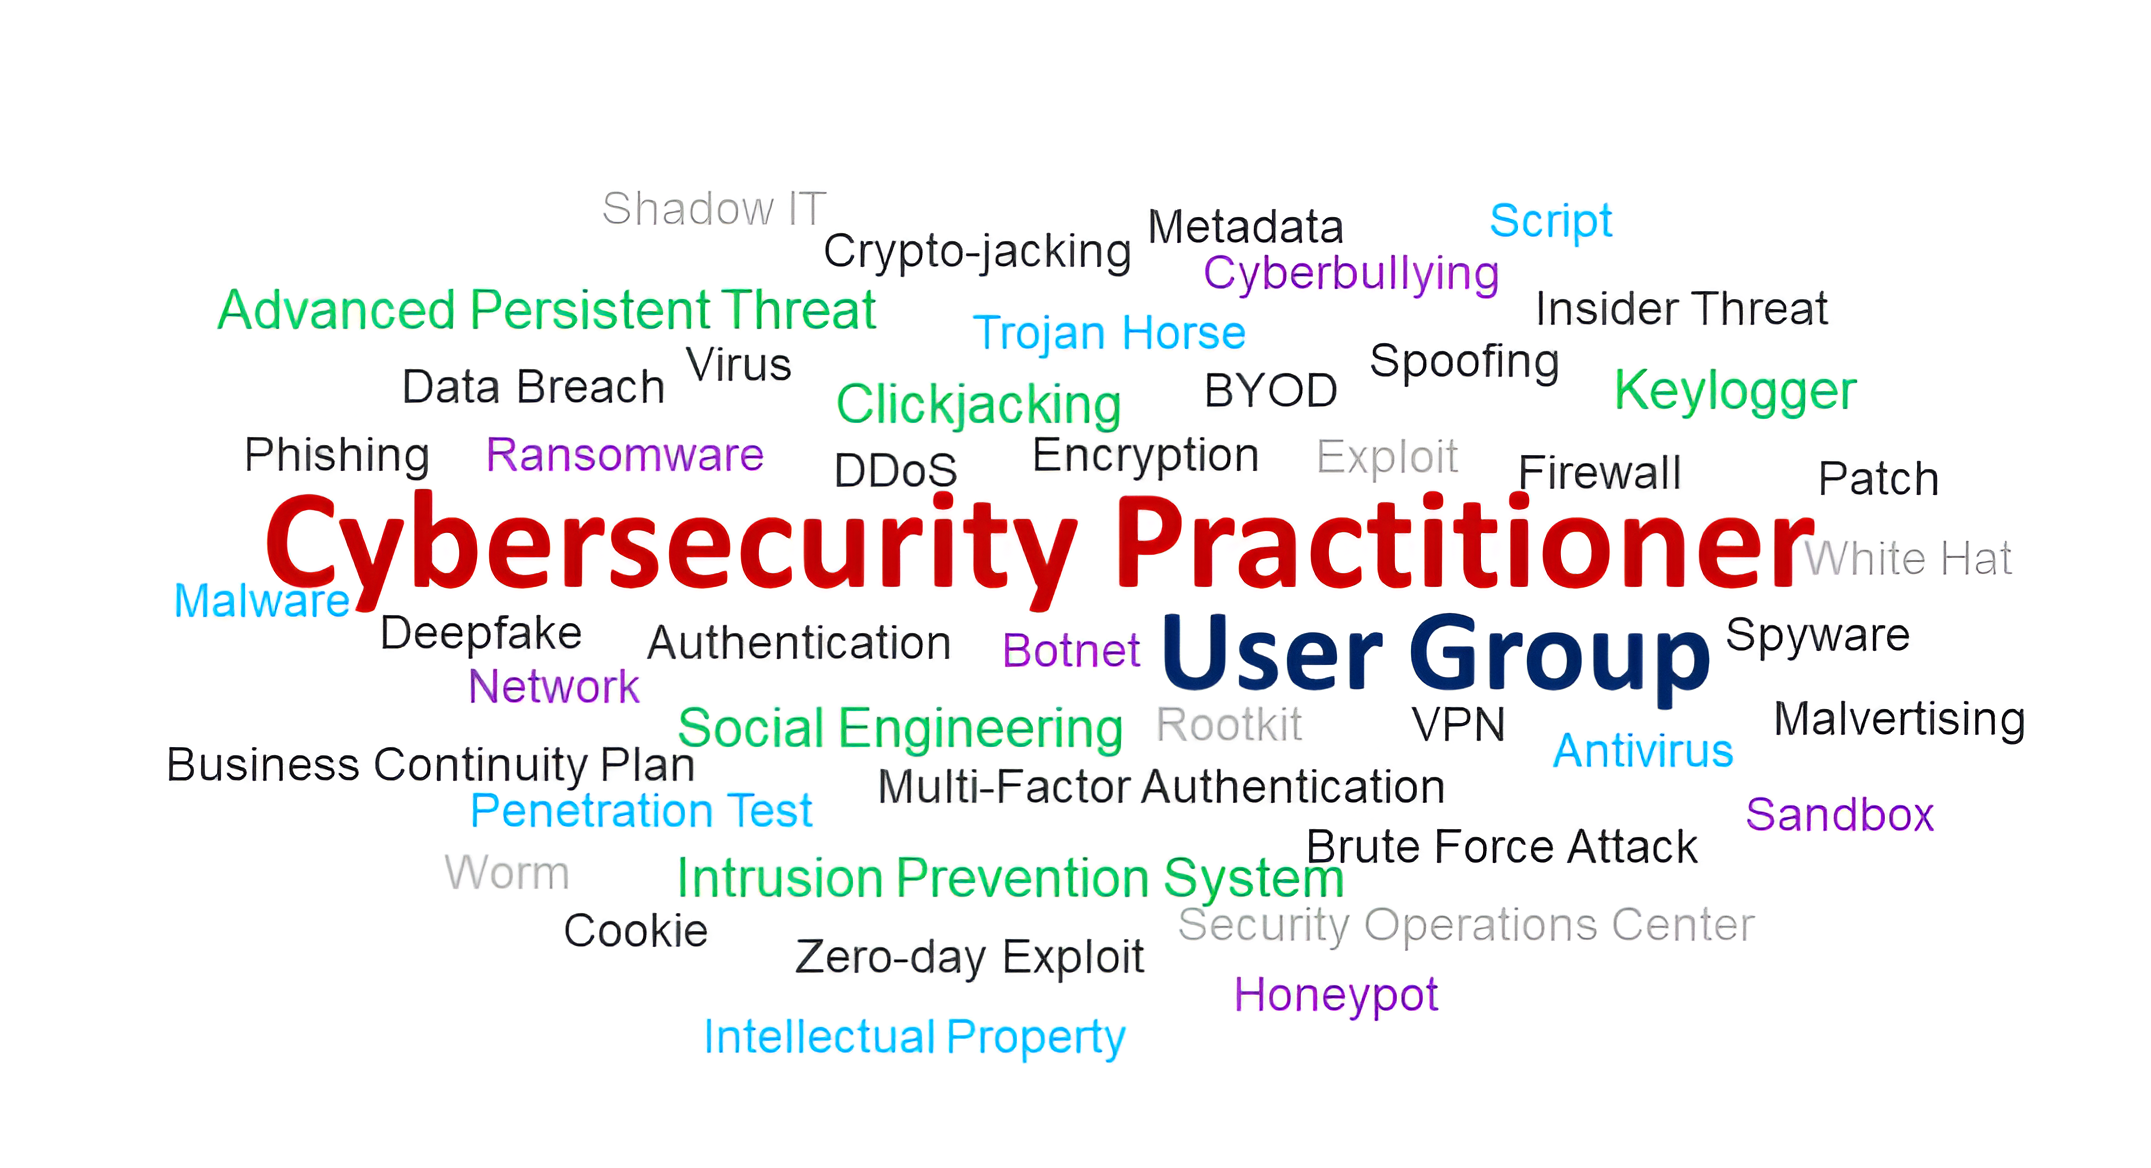 Shadow IT
Crypto-jacking
Metadata
Script
Cyberbullying
Advanced Persistent Threat
Trojan Horse
Insider Threat
Data Breach
Virus
Clickjacking
BYOD
Spoofing
Keylogger
Phishing
Ransomware
DDoS
Encryption
Exploit
Firewall
Patch
Cybersecurity Practitioner
White Hat
Malware
Deepfake
Authentication
Botnet
User Group
Spyware
Network
Social Engineering
Rootkit
VPN
Antivirus
Malvertising
Business Continuity Plan
Penetration Test
Multi-Factor Authentication
Sandbox
Brute Force Attack
Worm
Intrusion Prevention System
Cookie
Zero-day Exploit
Security Operations Center
Honeypot
Intellectual Property